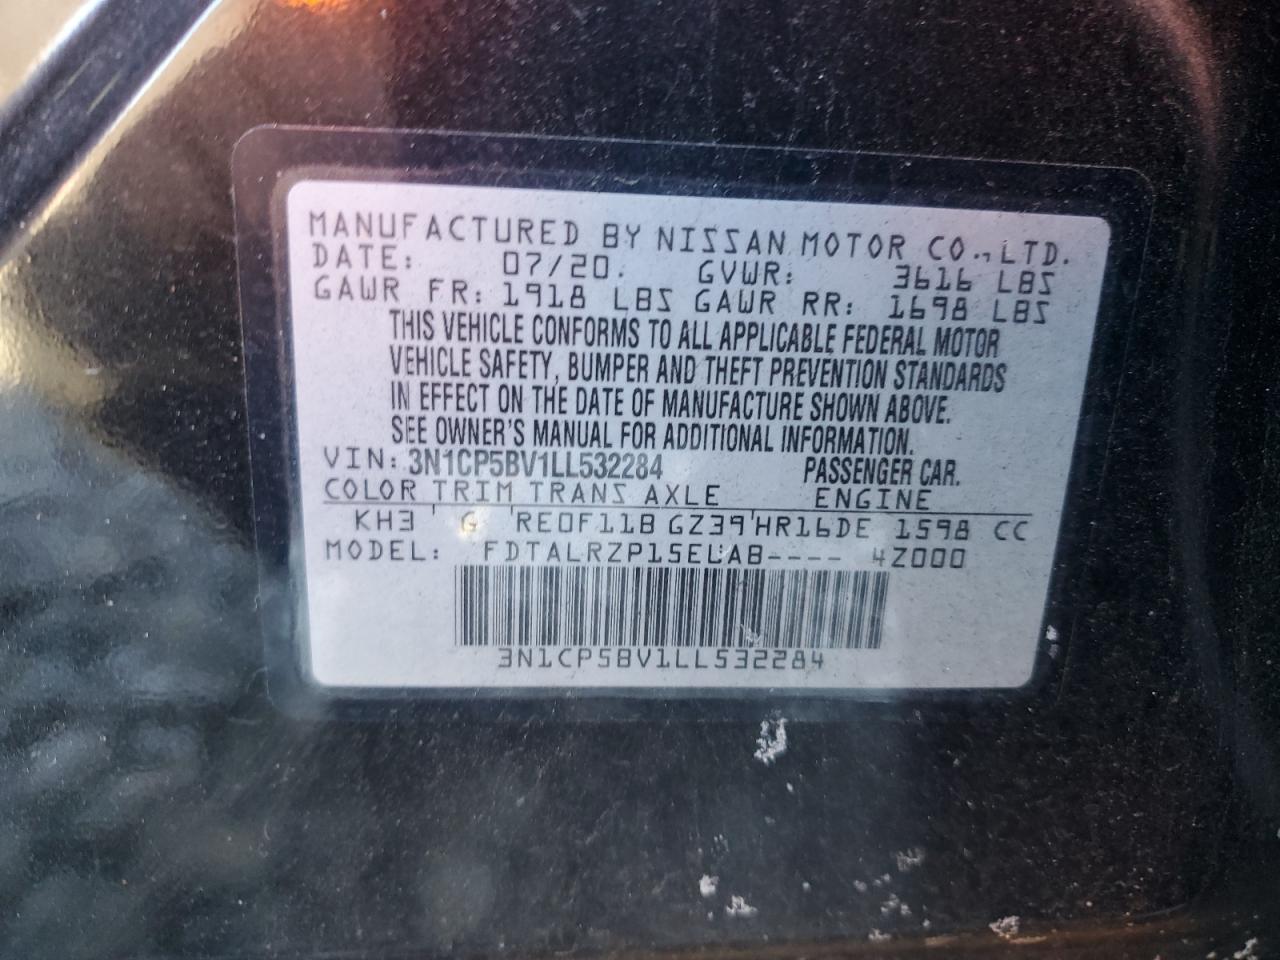 MANUFACTURED BY NISSAN MOTOR CO., LTD.
DATE: 07/20. GVWR: 3616 LBS
GAWR FR: 1918 LBS GAWR RR: 1698 LBS
THIS VEHICLE CONFORMS TO ALL APPLICABLE FEDERAL MOTOR
VEHICLE SAFETY, BUMPER AND THEFT PREVENTION STANDARDS
IN EFFECT ON THE DATE OF MANUFACTURE SHOWN ABOVE.
SEE OWNER'S MANUAL FOR ADDITIONAL INFORMATION.
VIN: 3N1CP5BV1LL532284 PASSENGER CAR.
COLOR TRIM TRANS AXLE ENGINE
KH3 ' G ' RE0F11B GZ39 ' HR16DE 1598 CC
MODEL: FDTALRZP15ELAB---- 4Z000
3N1CP5BV1LL532284